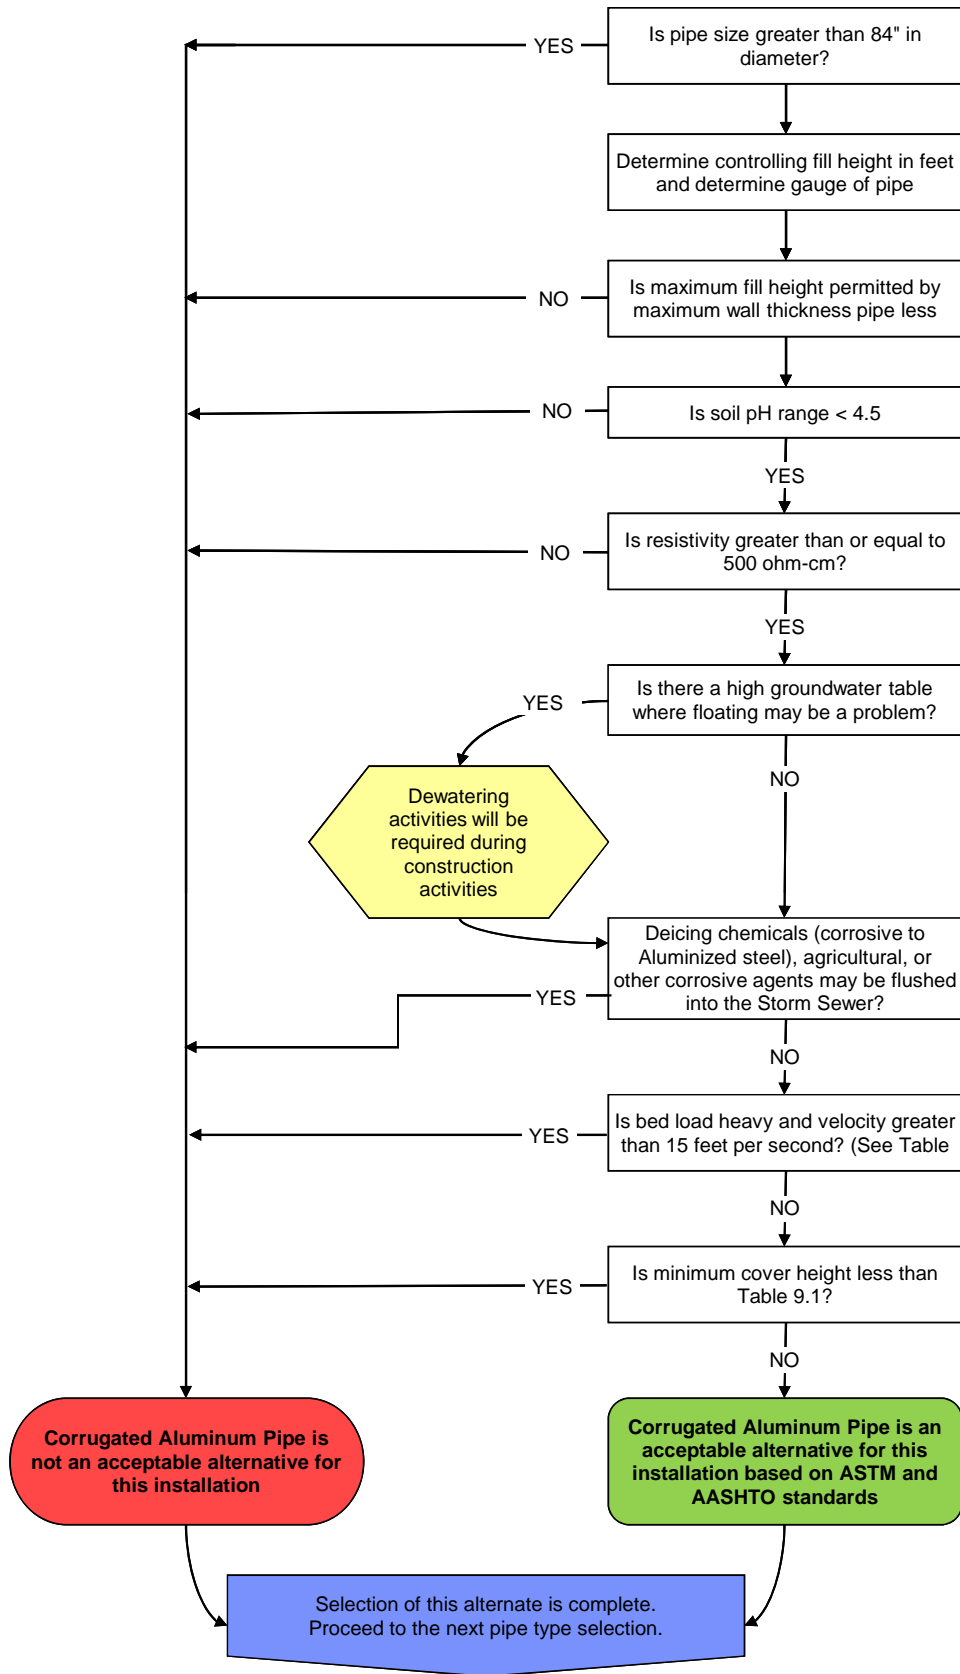 YES
Is pipe size greater than 84" in
diameter?
Determine controlling fill height in feet
and determine gauge of pipe
NO
Is maximum fill height permitted by
maximum wall thickness pipe less
NO
Is soil pH range < 4.5
YES
NO
Is resistivity greater than or equal to
500 ohm-cm?
YES
YES
Is there a high groundwater table
where floating may be a problem?
NO
Dewatering
activities will be
required during
construction
activities
Deicing chemicals (corrosive to
Aluminized steel), agricultural, or
other corrosive agents may be flushed
into the Storm Sewer?
YES
NO
YES
Is bed load heavy and velocity greater
than 15 feet per second? (See Table
NO
YES
Is minimum cover height less than
Table 9.1?
NO
Corrugated Aluminum Pipe is
not an acceptable alternative for
this installation
Corrugated Aluminum Pipe is an
acceptable alternative for this
installation based on ASTM and
AASHTO standards
Selection of this alternate is complete.
Proceed to the next pipe type selection.